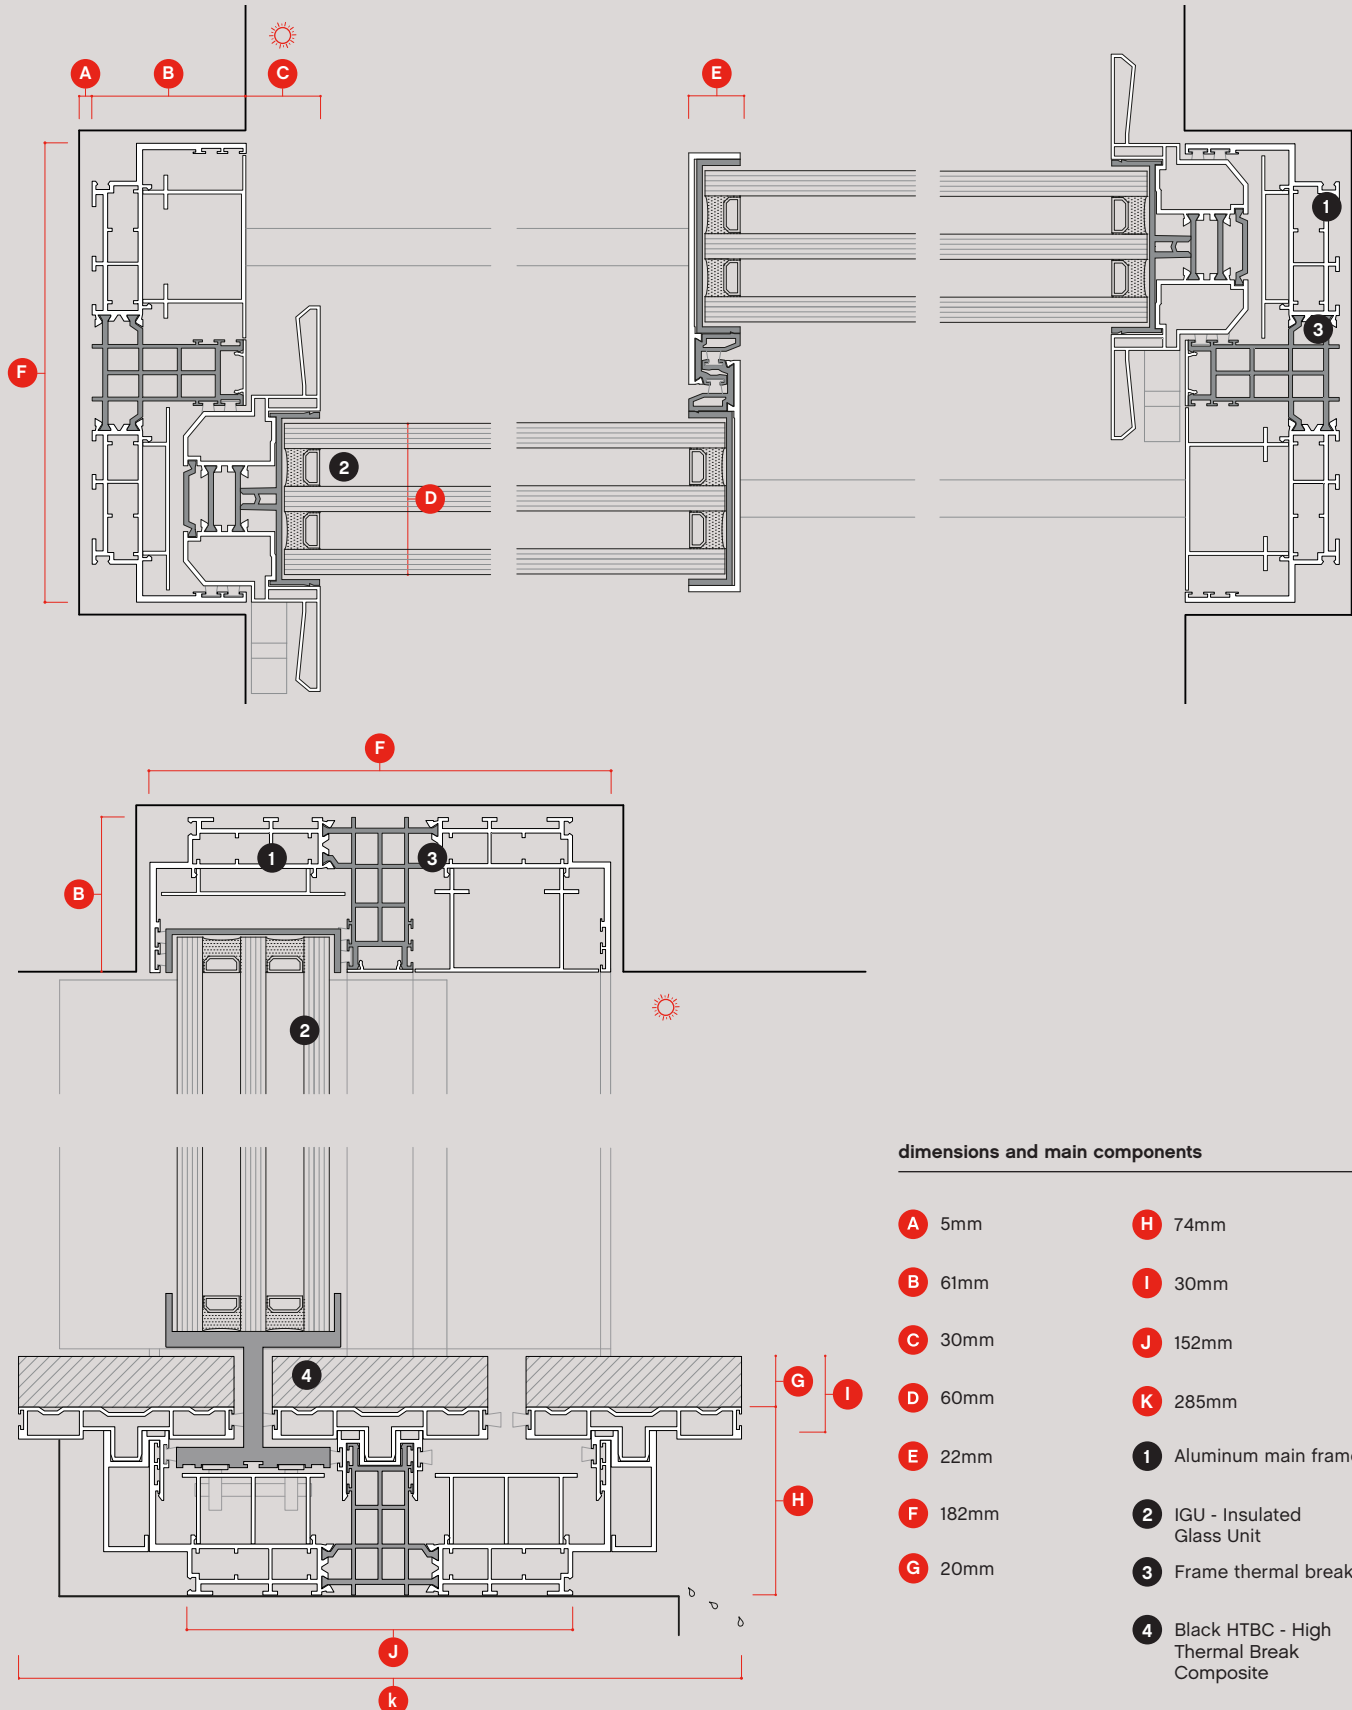 A
B
C
E
1
3
F
2
D
F
1
3
B
2
4
G
I
H
J
k
dimensions and main components
A 5mm
B 61mm
C 30mm
D 60mm
E 22mm
F 182mm
G 20mm
H 74mm
I 30mm
J 152mm
K 285mm
1 Aluminum main frame
2 IGU - Insulated
Glass Unit
3 Frame thermal break
4 Black HTBC - High
Thermal Break
Composite